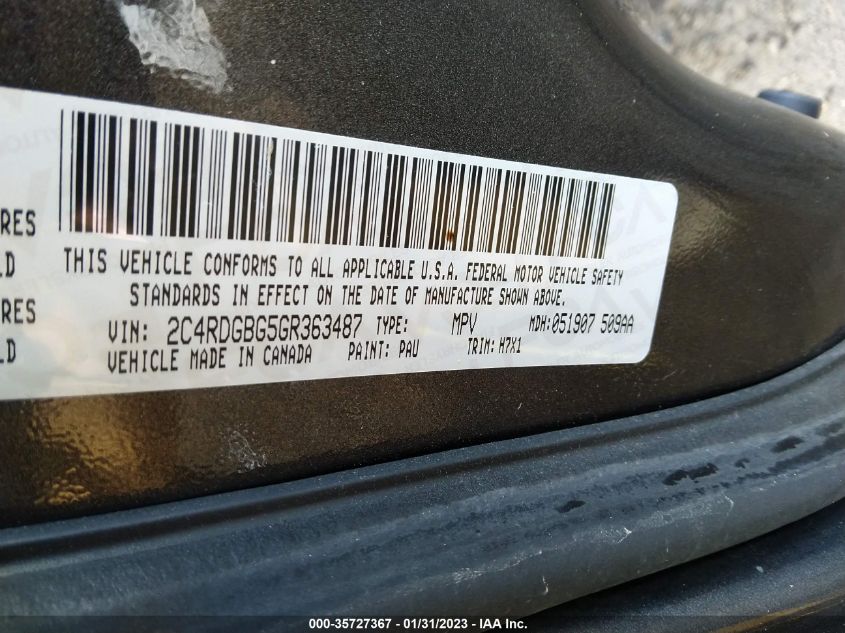 RES
LD
RES
LD
THIS VEHICLE CONFORMS TO ALL APPLICABLE U.S.A. FEDERAL MOTOR VEHICLE SAFETY
STANDARDS IN EFFECT ON THE DATE OF MANUFACTURE SHOWN ABOVE.
VIN: 2C4RDGBG5GR363487 TYPE: MPV MDH:051907 509AA
VEHICLE MADE IN CANADA PAINT: PAU TRIM: H7X1
000-35727367 - 01/31/2023 - © IAA Inc.